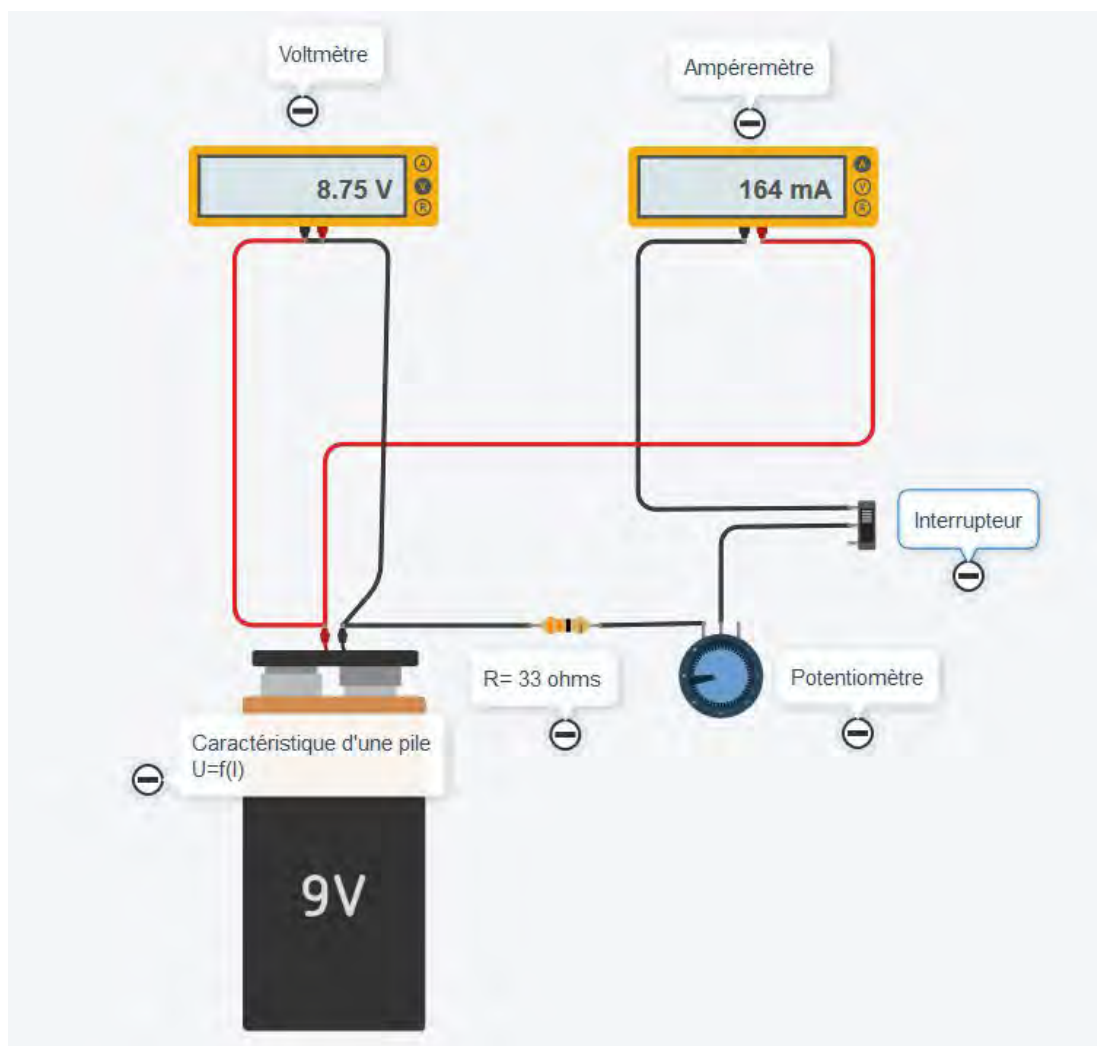 Voltmètre
Ampéremètre
8.75 V
A
V
R
164 mA
A
V
R
Interrupteur
R= 33 ohms
Potentiomètre
Caractéristique d'une pile
U=f(I)
9V